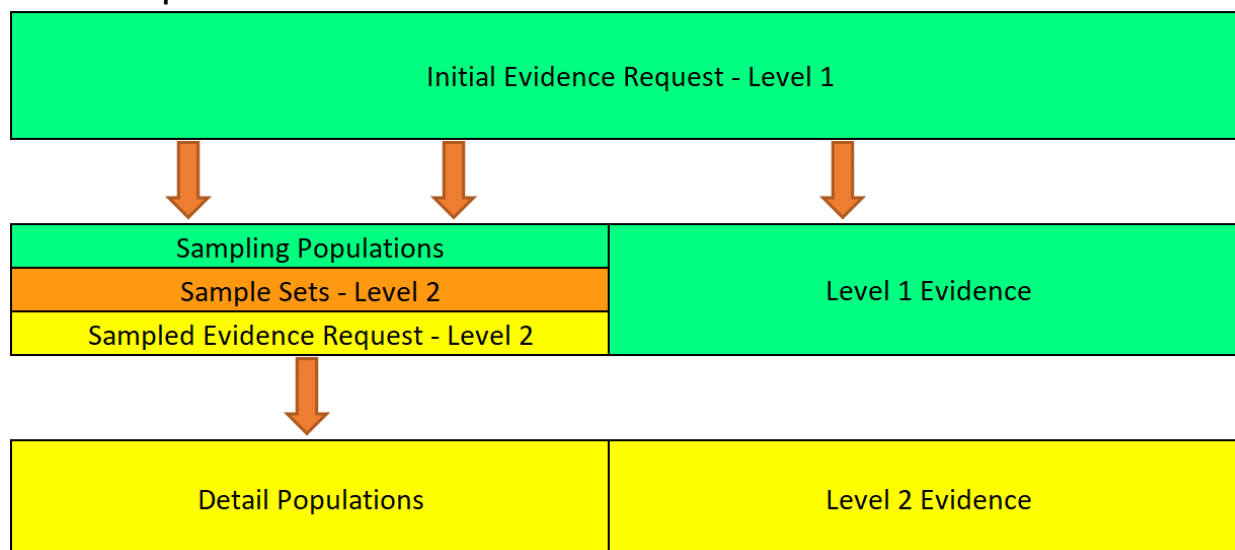 Initial Evidence Request - Level 1
Sampling Populations
Sample Sets - Level 2
Sampled Evidence Request - Level 2
Level 1 Evidence
Detail Populations
Level 2 Evidence